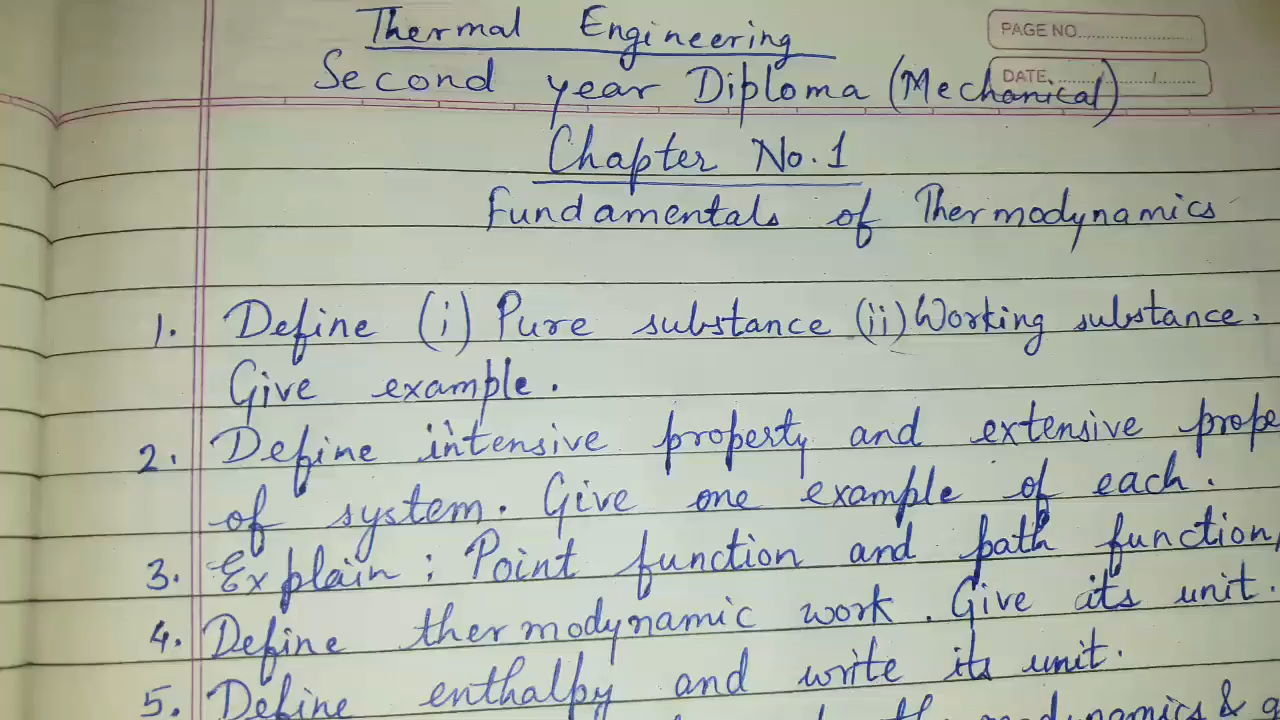 Thermal Engineering
PAGE NO.
Second year Diploma (Mechanical)
DATE
Chapter No. 1
Fundamentals of Thermodynamics
1. Define (i) Pure substance (ii) Working substance.
Give example.
2. Define intensive property and extensive prope
of system. Give one example of each.
3. Explain : Point function and path function,
4. Define thermodynamic work. Give its unit.
5. Define enthalpy and write its unit.